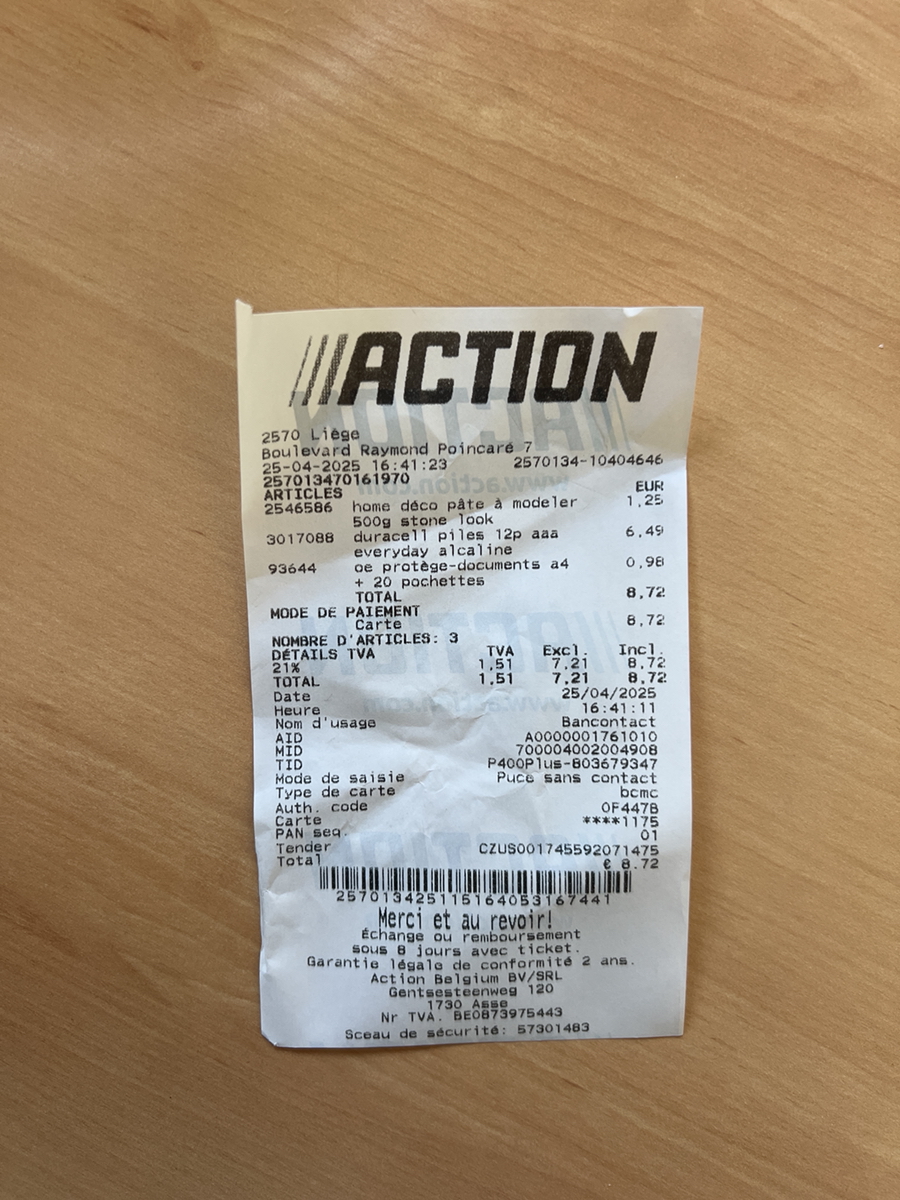 ACTION
2570 Liège
Boulevard Raymond Poincaré 7
25-04-2025 16:41:23 2570134-10404646
257013470161970
ARTICLES EUR
2546586 home déco pâte à modeler 1,25
500g stone look
3017088 duracell piles 12p aaa 6,49
everyday alcaline
93644 oe protège-documents a4 0,98
+ 20 pochettes
TOTAL 8,72
MODE DE PAIEMENT
Carte 8,72
NOMBRE D'ARTICLES: 3
DÉTAILS TVA TVA Excl. Incl.
21% 1,51 7,21 8,72
TOTAL 1,51 7,21 8,72
Date 25/04/2025
Heure 16:41:11
Nom d'usage Bancontact
AID A0000001761010
MID 700004002004908
TID P400Plus-803679347
Mode de saisie Puce sans contact
Type de carte bcmc
Auth. code 0F447B
Carte ****1175
PAN seq. 01
Tender CZUS001745592071475
Total € 8.72
257013425115164053167441
Merci et au revoir!
Échange ou remboursement
sous 8 jours avec ticket.
Garantie légale de conformité 2 ans.
Action Belgium BV/SRL
Gentsesteenweg 120
1730 Asse
Nr TVA. BE0873975443
Sceau de sécurité: 57301483